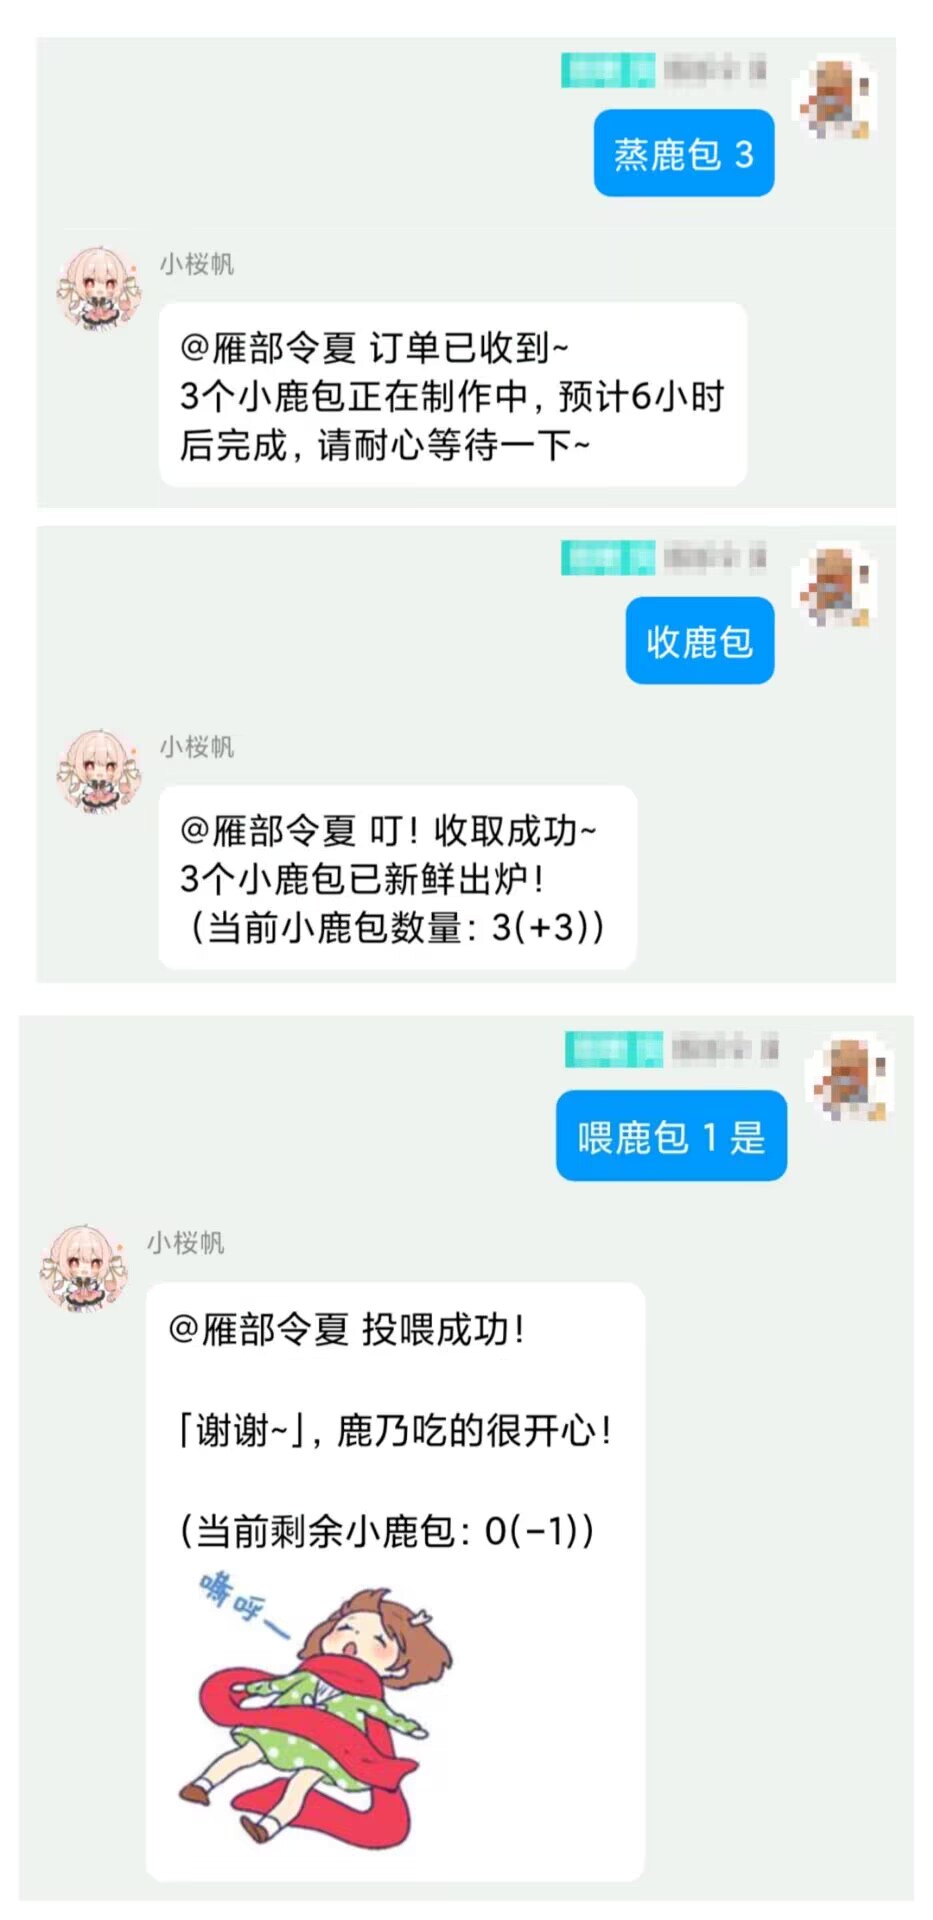 蒸鹿包 3
小桜帆
@雁部令夏 订单已收到~
3个小鹿包正在制作中，预计6小时
后完成，请耐心等待一下~
收鹿包
小桜帆
@雁部令夏 叮！收取成功~
3个小鹿包已新鲜出炉！
（当前小鹿包数量：3(+3)）
喂鹿包 1 是
小桜帆
@雁部令夏 投喂成功！
「谢谢~」，鹿乃吃的很开心！
（当前剩余小鹿包：0(-1)）
嗎呼一